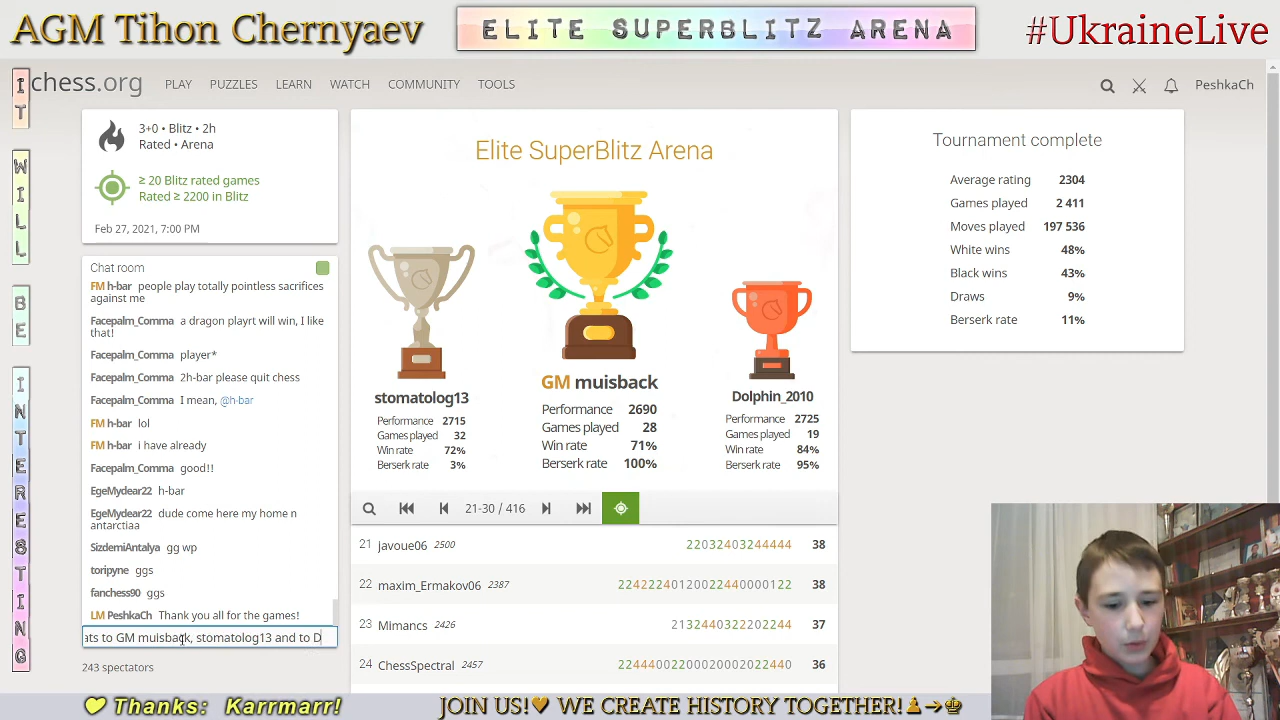 AGM Tihon Chernyaev
ELITE SUPERBLITZ ARENA
#UkraineLive
IT WILL BE INTERESTING
chess.org
PLAY PUZZLES LEARN WATCH COMMUNITY TOOLS
PeshkaCh
3+0 • Blitz • 2h
Rated • Arena
≥ 20 Blitz rated games
Rated ≥ 2200 in Blitz
Feb 27, 2021, 7:00 PM
Chat room
FM h-bar people play totally pointless sacrifices
against me
Facepalm_Comma a dragon playrt will win, I like
that!
Facepalm_Comma player*
Facepalm_Comma 2h-bar please quit chess
Facepalm_Comma I mean, @h-bar
FM h-bar lol
FM h-bar i have already
Facepalm_Comma good!!
EgeMydear22 h-bar
EgeMydear22 dude come here my home n
antarctiaa
SizdemiAntalya gg wp
toripyne ggs
fanchess90 ggs
LM PeshkaCh Thank you all for the games!
ats to GM muisback, stomatolog13 and to D
243 spectators
Elite SuperBlitz Arena
stomatolog13
Performance 2715
Games played 32
Win rate 72%
Berserk rate 3%
GM muisback
Performance 2690
Games played 28
Win rate 71%
Berserk rate 100%
Dolphin_2010
Performance 2725
Games played 19
Win rate 84%
Berserk rate 95%
21-30 / 416
21 javoue06 2500 22032403244444 38
22 maxim_Ermakov06 2387 22422240120022440000122 38
23 Mimancs 2426 213244034402244 37
24 ChessSpectral 2457 22444002200020002022440 36
Tournament complete
Average rating 2304
Games played 2 411
Moves played 197 536
White wins 48%
Black wins 43%
Draws 9%
Berserk rate 11%
Thanks: Karrmarr!
JOIN US! WE CREATE HISTORY TOGETHER!